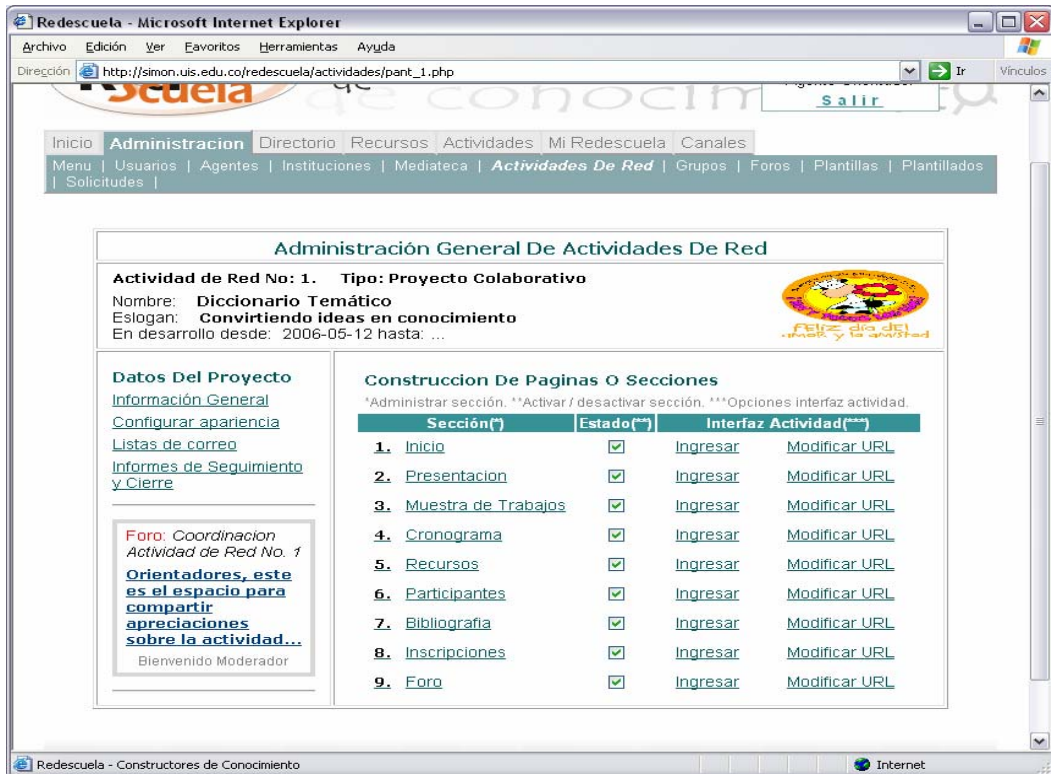 Redescuela - Microsoft Internet Explorer
Archivo Edición Ver Favoritos Herramientas Ayuda
Dirección http://simon.uis.edu.co/redescuela/actividades/pant_1.php Ir Vínculos
Salir
Inicio Administracion Directorio Recursos Actividades Mi Redescuela Canales
Menu | Usuarios | Agentes | Instituciones | Mediateca | Actividades De Red | Grupos | Foros | Plantillas | Plantillados
| Solicitudes |
Administración General De Actividades De Red
Actividad de Red No: 1. Tipo: Proyecto Colaborativo
Nombre: Diccionario Temático
Eslogan: Convirtiendo ideas en conocimiento
En desarrollo desde: 2006-05-12 hasta: ...
FELIZ día dEl
amoR y la amistad
Datos Del Proyecto
Información General
Configurar apariencia
Listas de correo
Informes de Seguimiento
y Cierre
Foro: Coordinacion
Actividad de Red No. 1
Orientadores, este
es el espacio para
compartir
apreciaciones
sobre la actividad...
Bienvenido Moderador
Construccion De Paginas O Secciones
*Administrar sección. **Activar / desactivar sección. ***Opciones interfaz actividad.
Sección(*) Estado(**) Interfaz Actividad(***)
1. Inicio Ingresar Modificar URL
2. Presentacion Ingresar Modificar URL
3. Muestra de Trabajos Ingresar Modificar URL
4. Cronograma Ingresar Modificar URL
5. Recursos Ingresar Modificar URL
6. Participantes Ingresar Modificar URL
7. Bibliografia Ingresar Modificar URL
8. Inscripciones Ingresar Modificar URL
9. Foro Ingresar Modificar URL
Redescuela - Constructores de Conocimiento Internet